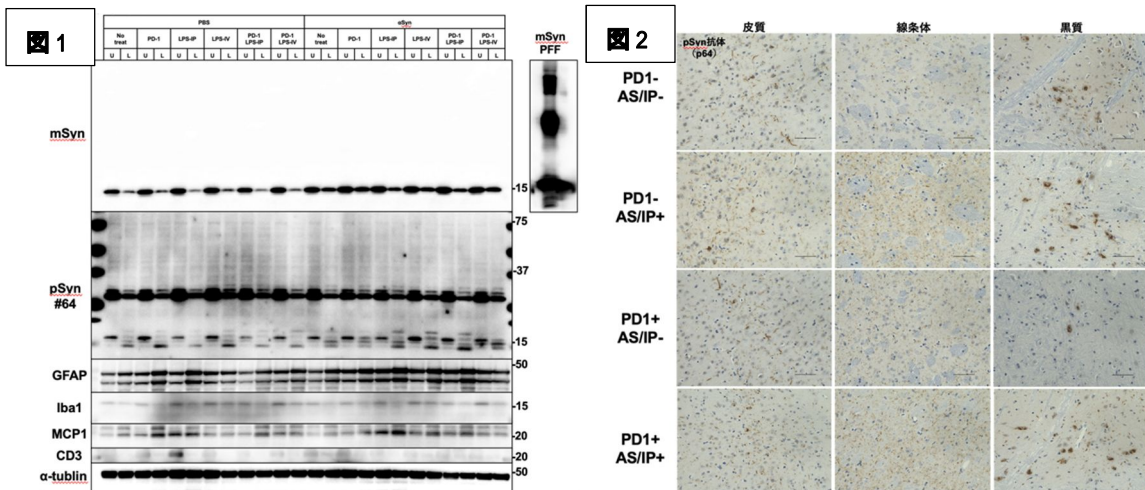 図1
PBS
αSyn
No treat
PD-1
LPS-IP
LPS-IV
PD-1 LPS-IP
PD-1 LPS-IV
No treat
PD-1
LPS-IP
LPS-IV
PD-1 LPS-IP
PD-1 LPS-IV
U L U L U L U L U L U L U L U L U L U L U L U L
mSyn PFF
mSyn
-15
-75
-37
pSyn #64
-15
-50
GFAP
Iba1
-15
MCP1
-20
CD3
-20
α-tublin
-50
図2
皮質
線条体
黒質
pSyn抗体
(p64)
PD1-
AS/IP-
PD1-
AS/IP+
PD1+
AS/IP-
PD1+
AS/IP+